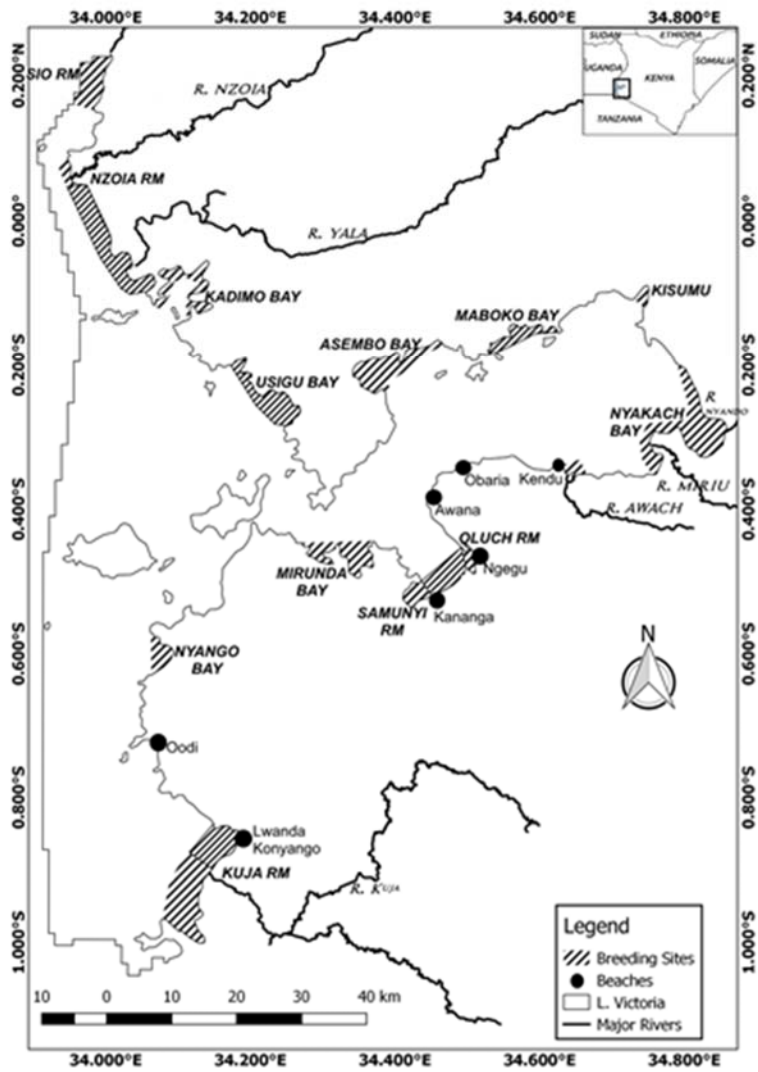 34.000°E 34.200°E 34.400°E 34.600°E 34.800°E
0.200°N
0.000°
0.200°S
0.400°S
0.600°S
0.800°S
1.000°S
SUDAN ETHIOPIA
UGANDA
SOMALIA
KENYA
TANZANIA
SIO RM
R. NZOIA
NZOIA RM
R. YALA
KADIMO BAY
KISUMU
MABOKO BAY
ASEMBO BAY
USIGU BAY
R
NYANDO
NYAKACH
BAY
Obaria
Kendu
R. MIRIU
Awana
R. AWACH
OLUCH RM
Ngegu
MIRUNDA
BAY
SAMUNYI
RM
Kananga
N
NYANGO
BAY
Oodi
Lwanda
Konyango
KUJA RM
R. KUJA
Legend
Breeding Sites
Beaches
L. Victoria
Major Rivers
10 0 10 20 30 40 km
34.000°E 34.200°E 34.400°E 34.600°E 34.800°E
0.200°N
0.000°
0.200°S
0.400°S
0.600°S
0.800°S
1.000°S